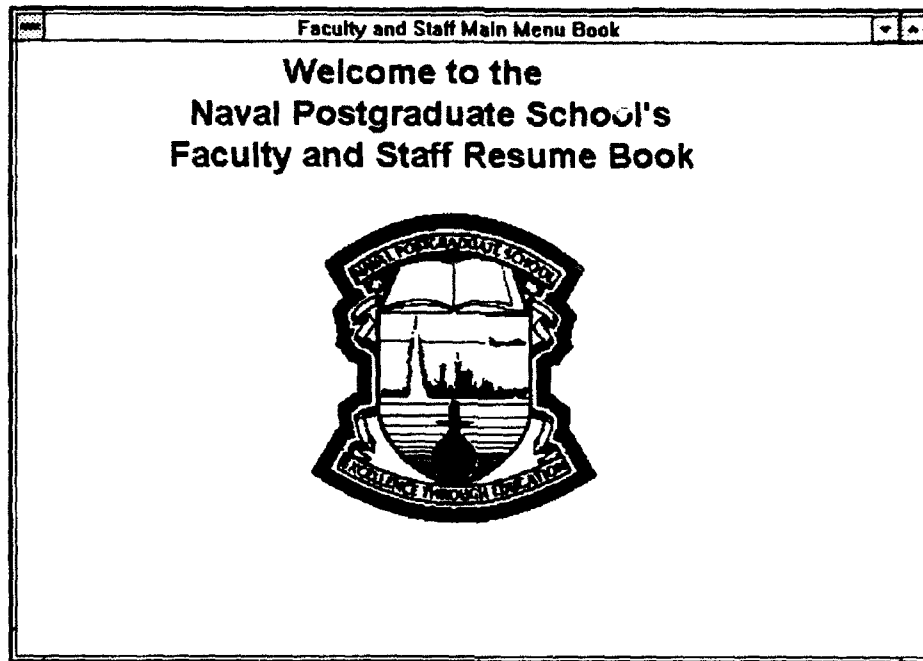 Faculty and Staff Main Menu Book
Welcome to the
Naval Postgraduate School's
Faculty and Staff Resume Book
NAVAL POSTGRADUATE SCHOOL
EXCELLENCE THROUGH EDUCATION